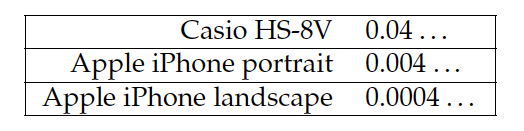 Casio HS-8V 0.04 ...
Apple iPhone portrait 0.004 ...
Apple iPhone landscape 0.0004 ...